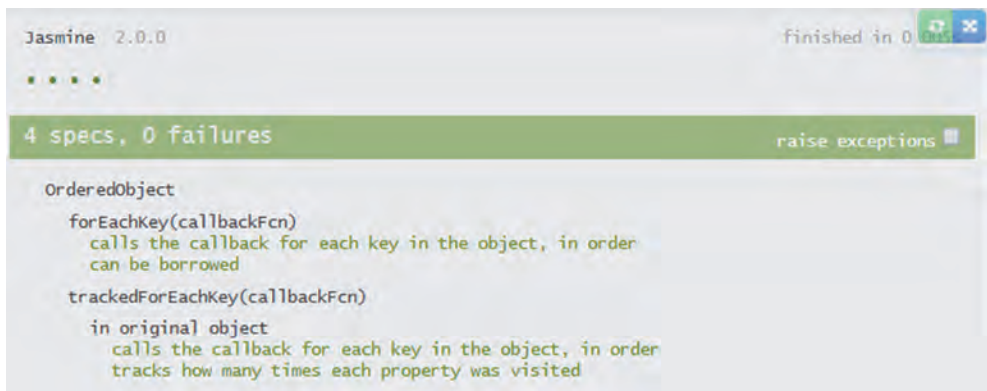 Jasmine 2.0.0
finished in 0
4 specs, 0 failures
raise exceptions
OrderedObject
forEachKey(callbackFcn)
calls the callback for each key in the object, in order
can be borrowed
trackedForEachKey(callbackFcn)
in original object
calls the callback for each key in the object, in order
tracks how many times each property was visited